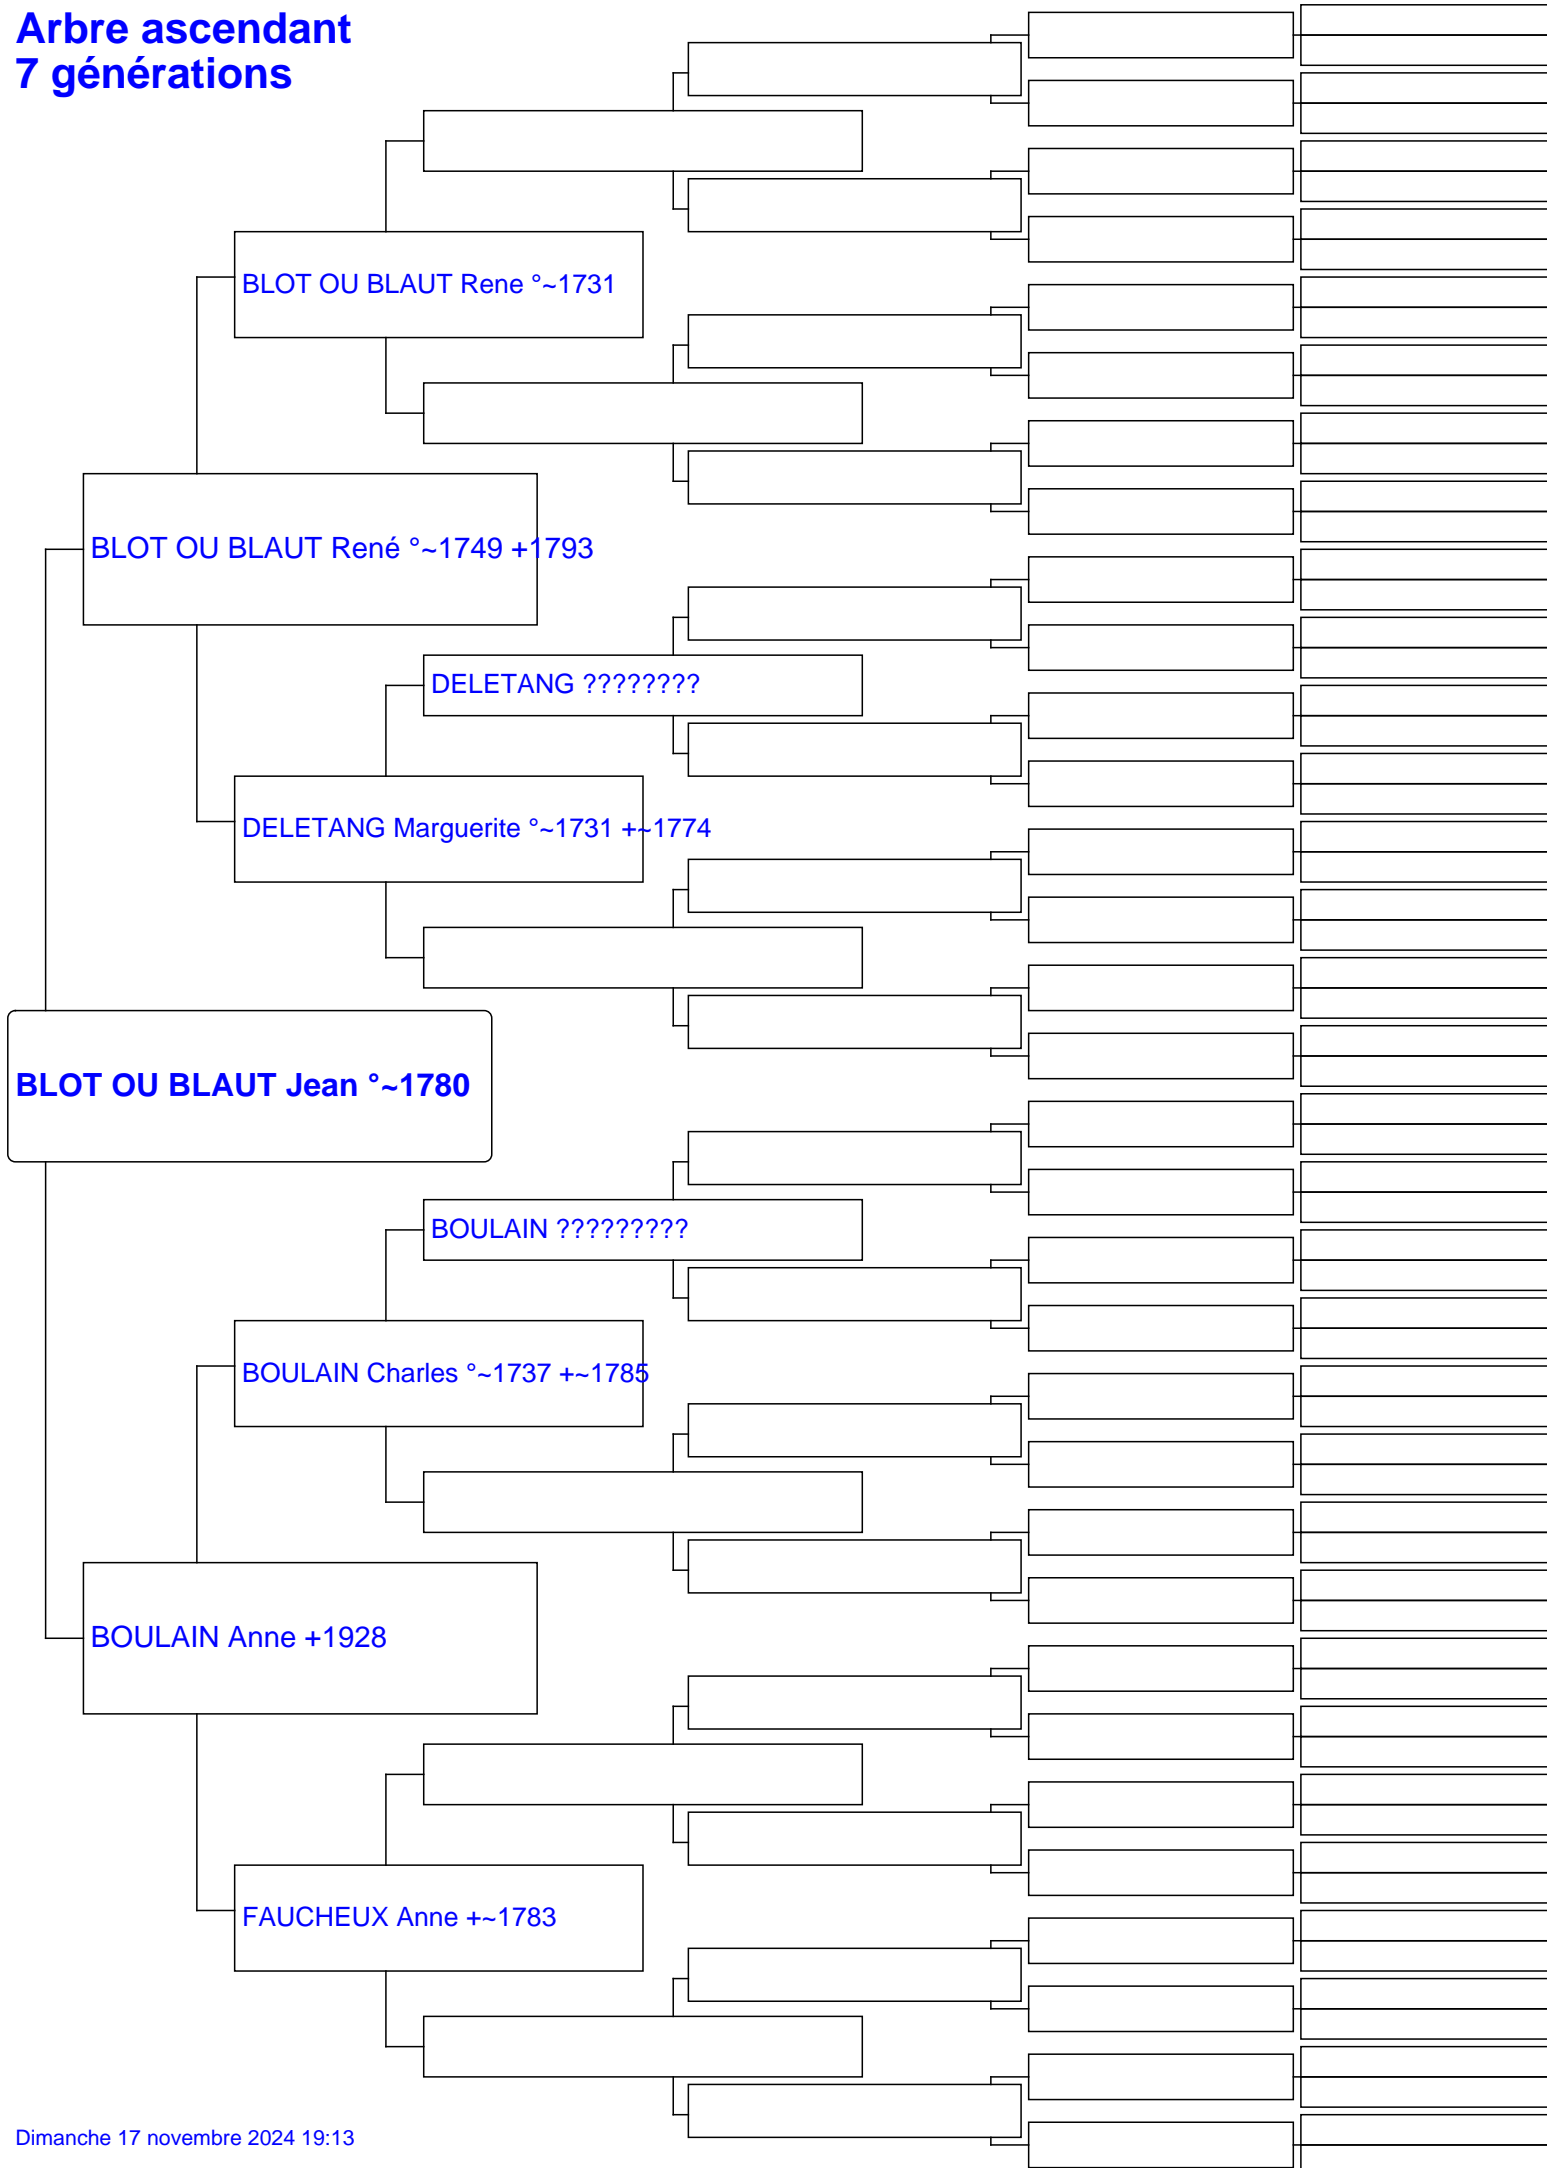 Arbre ascendant
7 générations
BLOT OU BLAUT Rene °~1731
BLOT OU BLAUT René °~1749 +1793
DELETANG ????????
DELETANG Marguerite °~1731 +~1774
BLOT OU BLAUT Jean °~1780
BOULAIN ?????????
BOULAIN Charles °~1737 +~1785
BOULAIN Anne +1928
FAUCHEUX Anne +~1783
Dimanche 17 novembre 2024 19:13